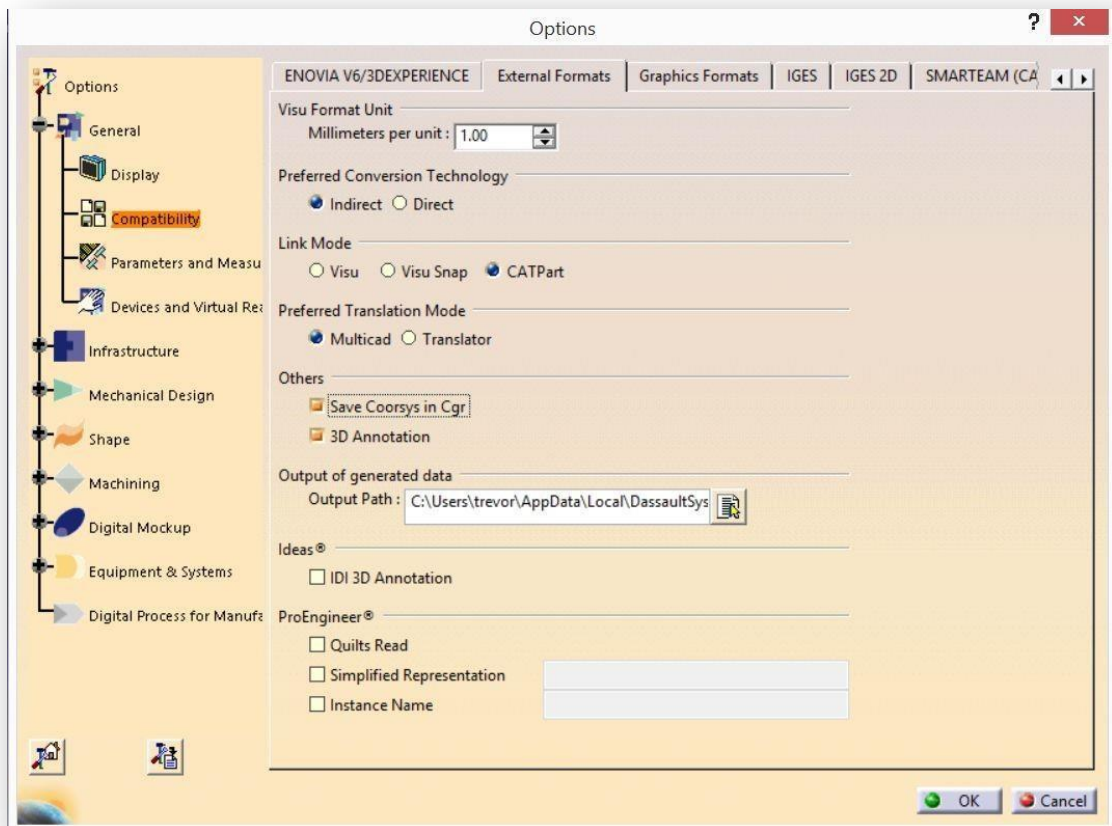 Options
?
Options
General
Display
Compatibility
Parameters and Measu
Devices and Virtual Rea
Infrastructure
Mechanical Design
Shape
Machining
Digital Mockup
Equipment & Systems
Digital Process for Manufa
ENOVIA V6/3DEXPERIENCE
External Formats
Graphics Formats
IGES
IGES 2D
SMARTEAM (CA
Visu Format Unit
Millimeters per unit : 1.00
Preferred Conversion Technology
Indirect Direct
Link Mode
Visu Visu Snap CATPart
Preferred Translation Mode
Multicad Translator
Others
Save Coorsys in Cgr
3D Annotation
Output of generated data
Output Path : C:\Users\trevor\AppData\Local\DassaultSys
Ideas®
IDI 3D Annotation
ProEngineer®
Quilts Read
Simplified Representation
Instance Name
OK Cancel